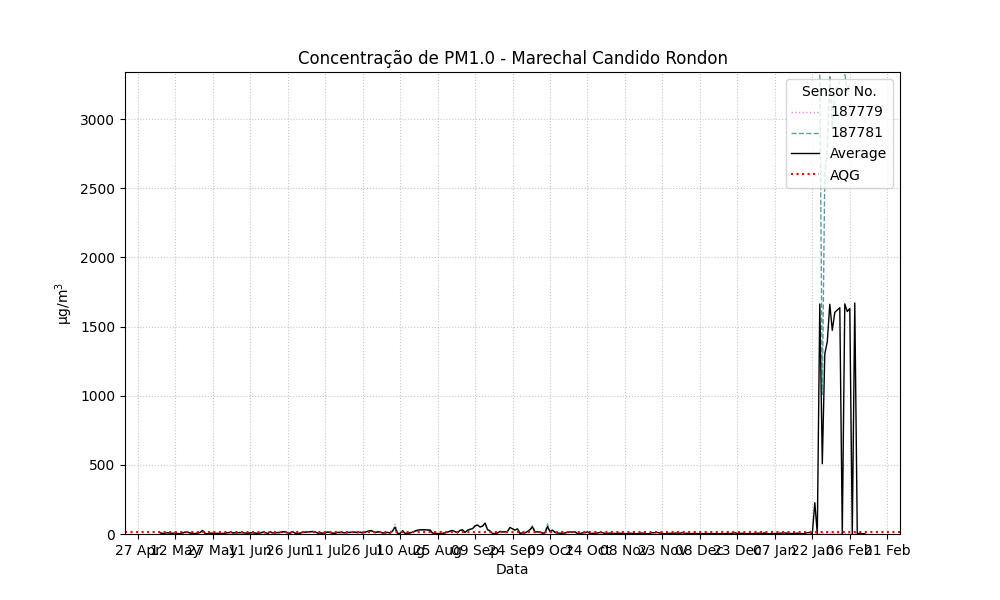 Concentração de PM1.0 - Marechal Candido Rondon
Sensor No.
187779
187781
Average
AQG
3000
2500
2000
1500
1000
500
0
µg/m³
27 Apr 12 May 27 May 11 Jun 26 Jun 11 Jul 26 Jul 10 Aug 25 Aug 09 Sep 24 Sep 09 Oct 24 Oct 08 Nov 23 Nov 08 Dec 23 Dec 07 Jan 22 Jan 06 Feb 21 Feb
Data